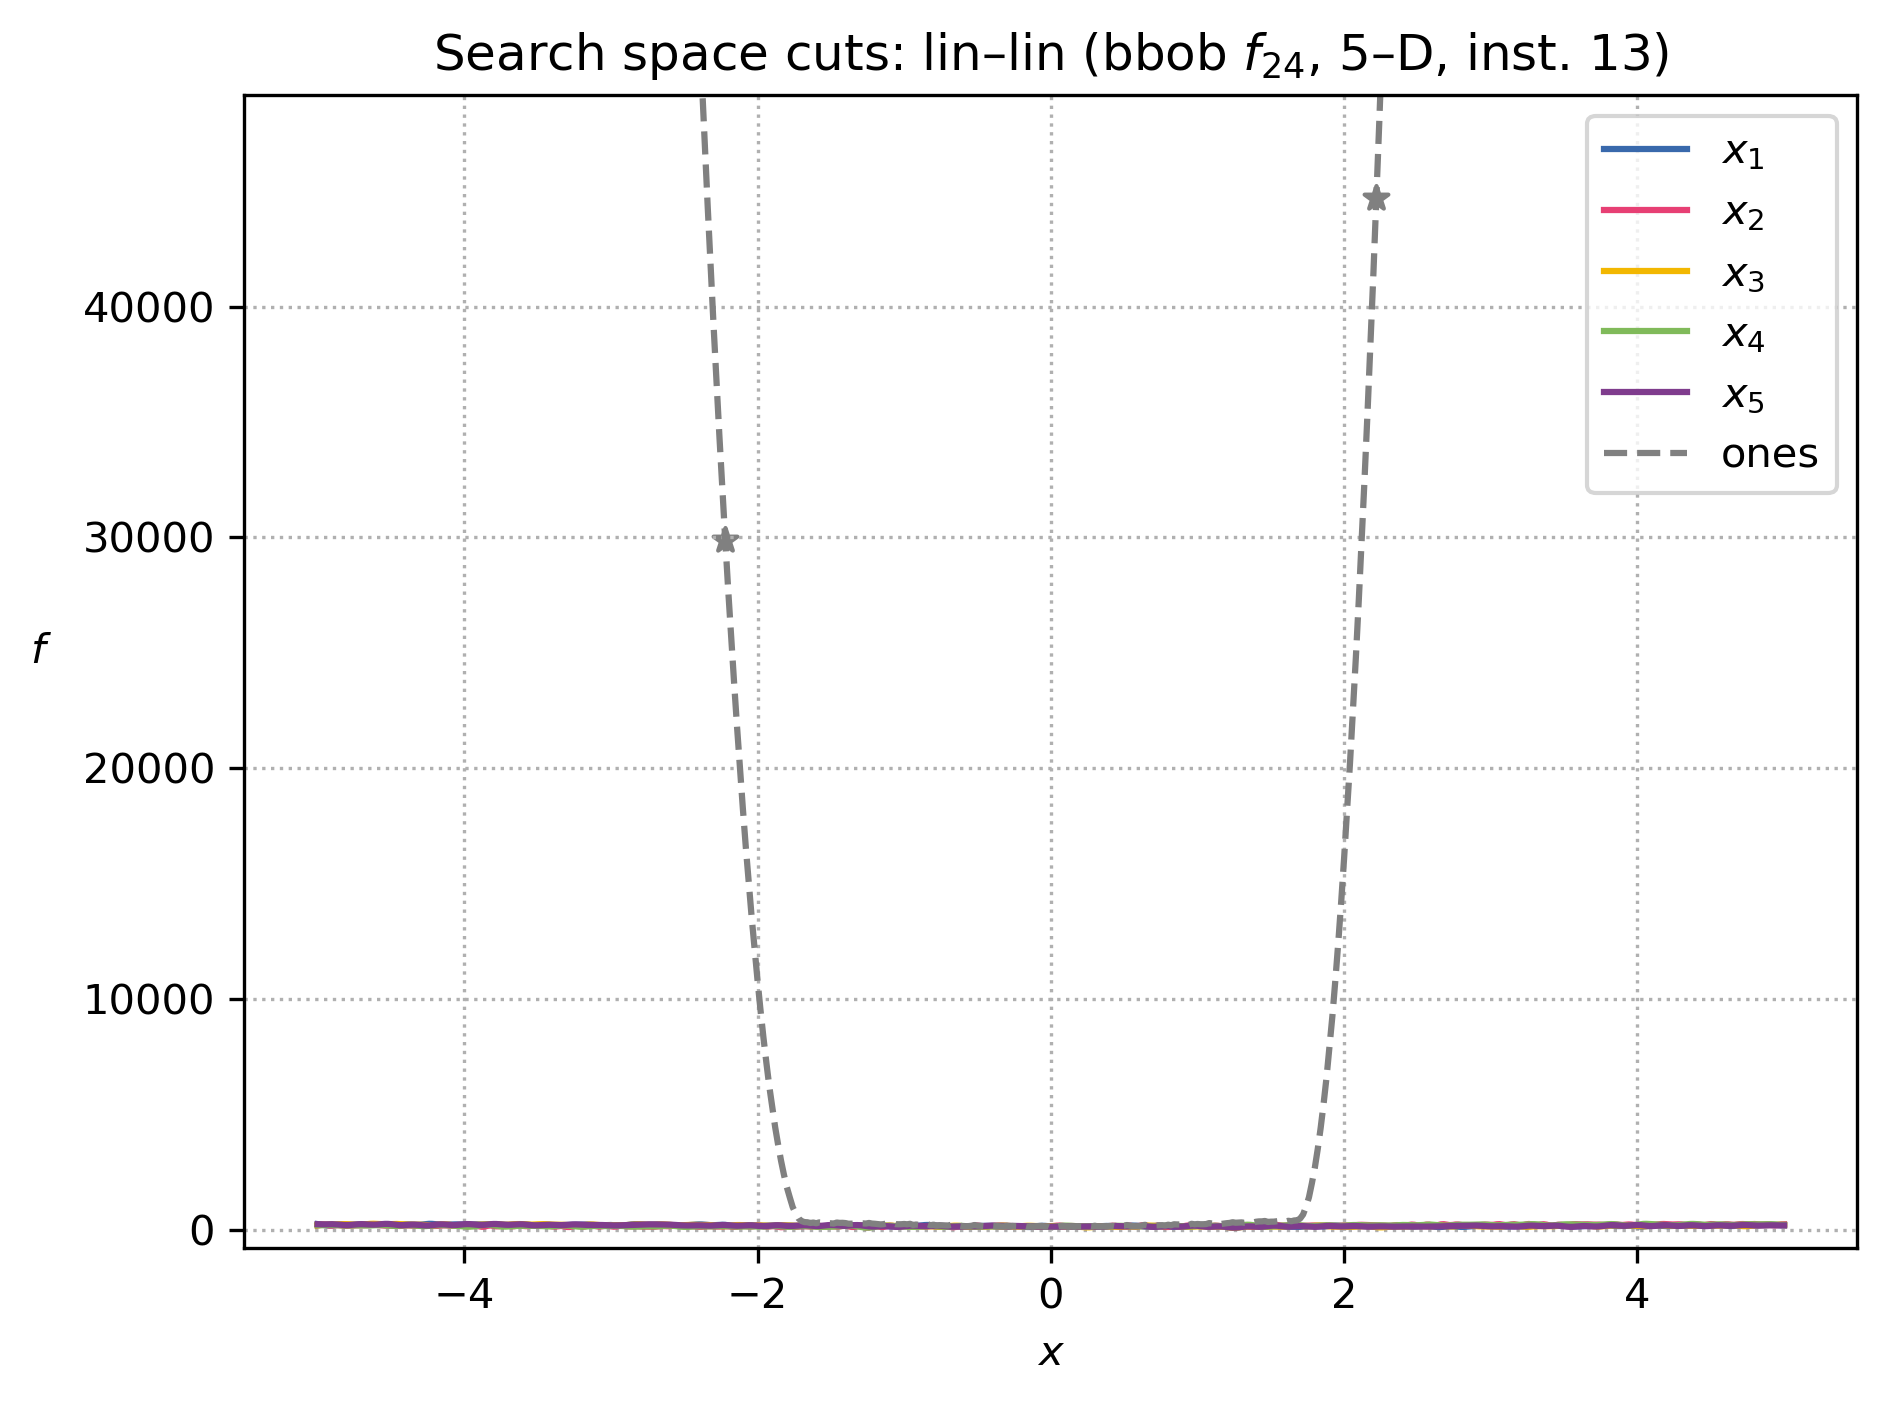 Search space cuts: lin–lin (bbob f24, 5–D, inst. 13)
x1
x2
x3
x4
x5
ones
40000
30000
20000
10000
0
f
−4
−2
0
2
4
x